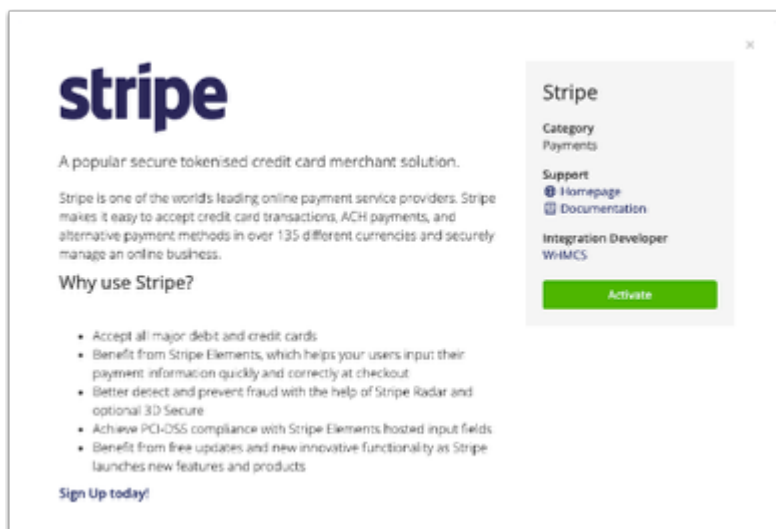 ×
stripe
A popular secure tokenised credit card merchant solution.
Stripe is one of the world's leading online payment service providers. Stripe
makes it easy to accept credit card transactions, ACH payments, and
alternative payment methods in over 135 different currencies and securely
manage an online business.
Why use Stripe?
• Accept all major debit and credit cards
• Benefit from Stripe Elements, which helps your users input their
payment information quickly and correctly at checkout
• Better detect and prevent fraud with the help of Stripe Radar and
optional 3D Secure
• Achieve PCI-DSS compliance with Stripe Elements hosted input fields
• Benefit from free updates and new innovative functionality as Stripe
launches new features and products
Sign Up today!
Stripe
Category
Payments
Support
Homepage
Documentation
Integration Developer
WHMCS
Activate